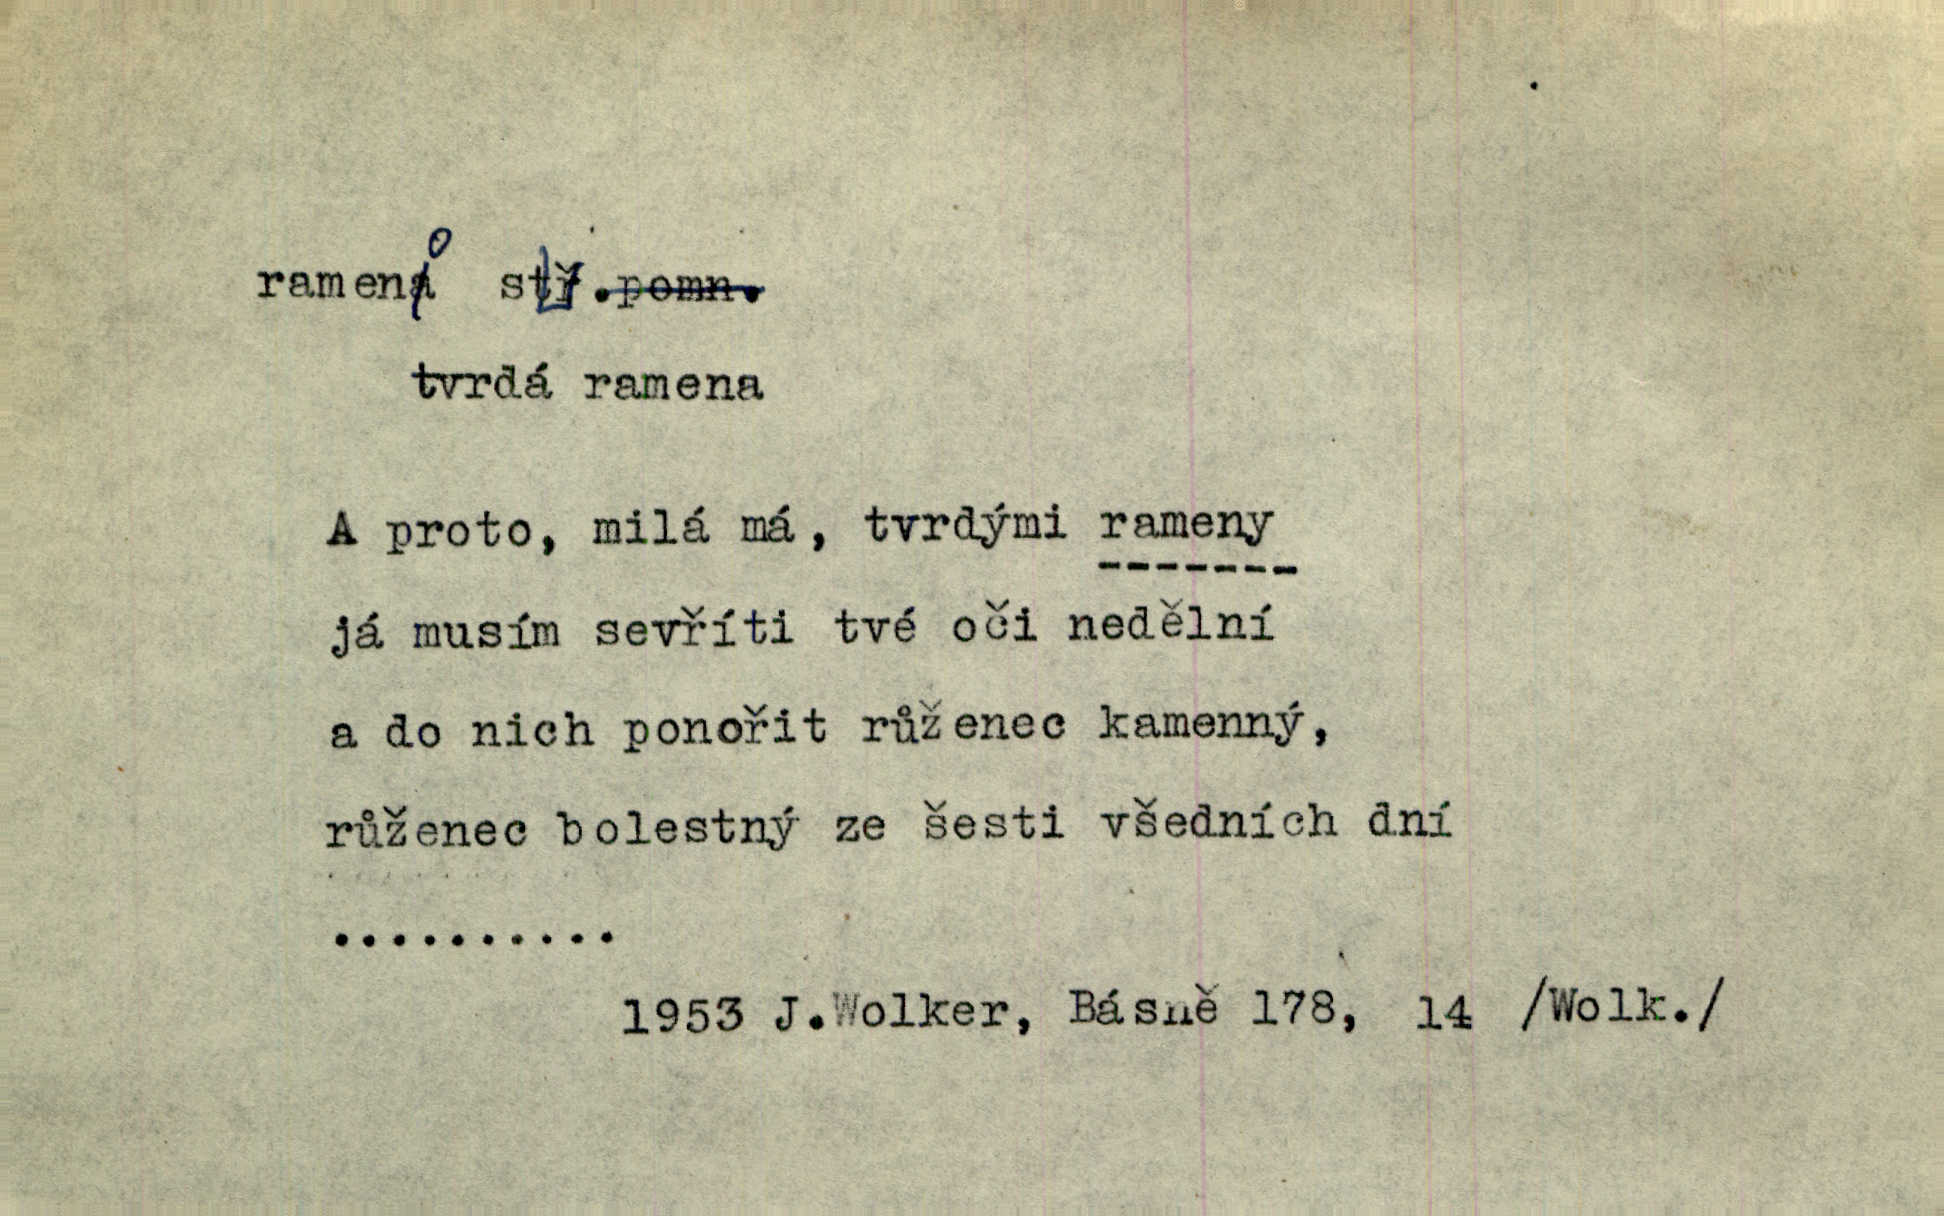 rameno stř.pomn.
tvrdá ramena
A proto, milá má, tvrdými rameny
já musím sevříti tvé oči nedělní
a do nich ponořit růženec kamenný,
růženec bolestný ze šesti všedních dní
..........
1953 J.Wolker, Básně 178, 14 /Wolk./